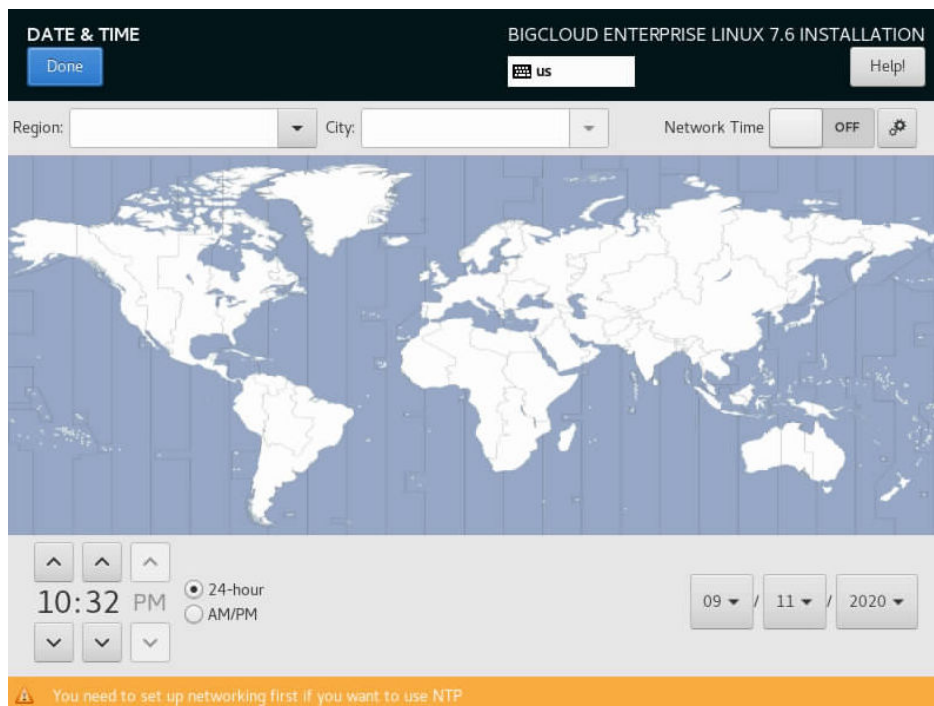 DATE & TIME
BIGCLOUD ENTERPRISE LINUX 7.6 INSTALLATION
Done
us
Help!
Region:
City:
Network Time
OFF
10:32 PM
24-hour
AM/PM
09 / 11 / 2020
You need to set up networking first if you want to use NTP